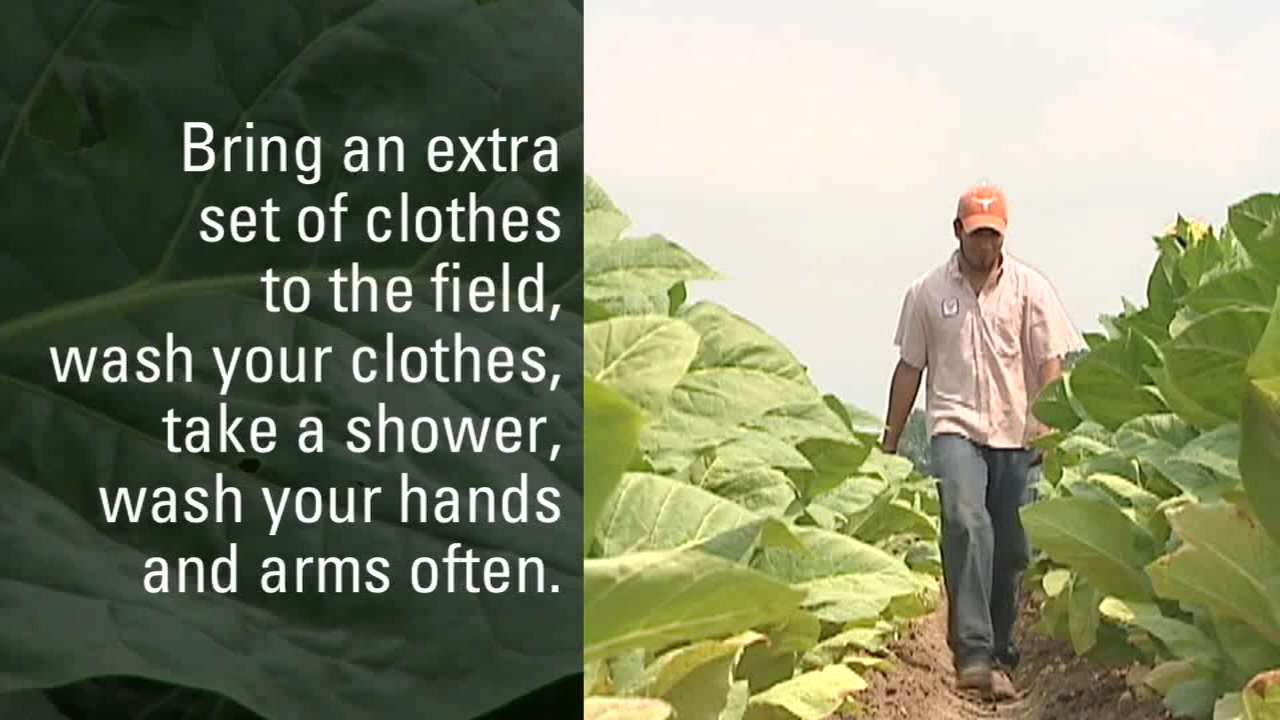 Bring an extra
set of clothes
to the field,
wash your clothes,
take a shower,
wash your hands
and arms often.